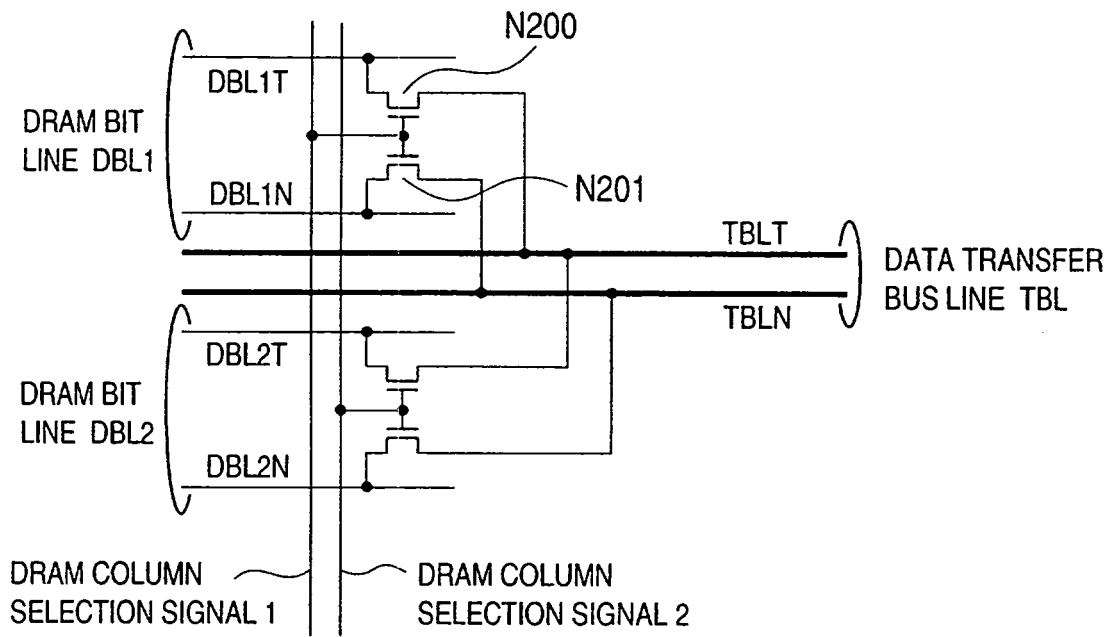 N200
DBL1T
DRAM BIT
LINE DBL1
N201
DBL1N
TBLT
DATA TRANSFER
BUS LINE TBL
TBLN
DBL2T
DRAM BIT
LINE DBL2
DBL2N
DRAM COLUMN
SELECTION SIGNAL 1
DRAM COLUMN
SELECTION SIGNAL 2